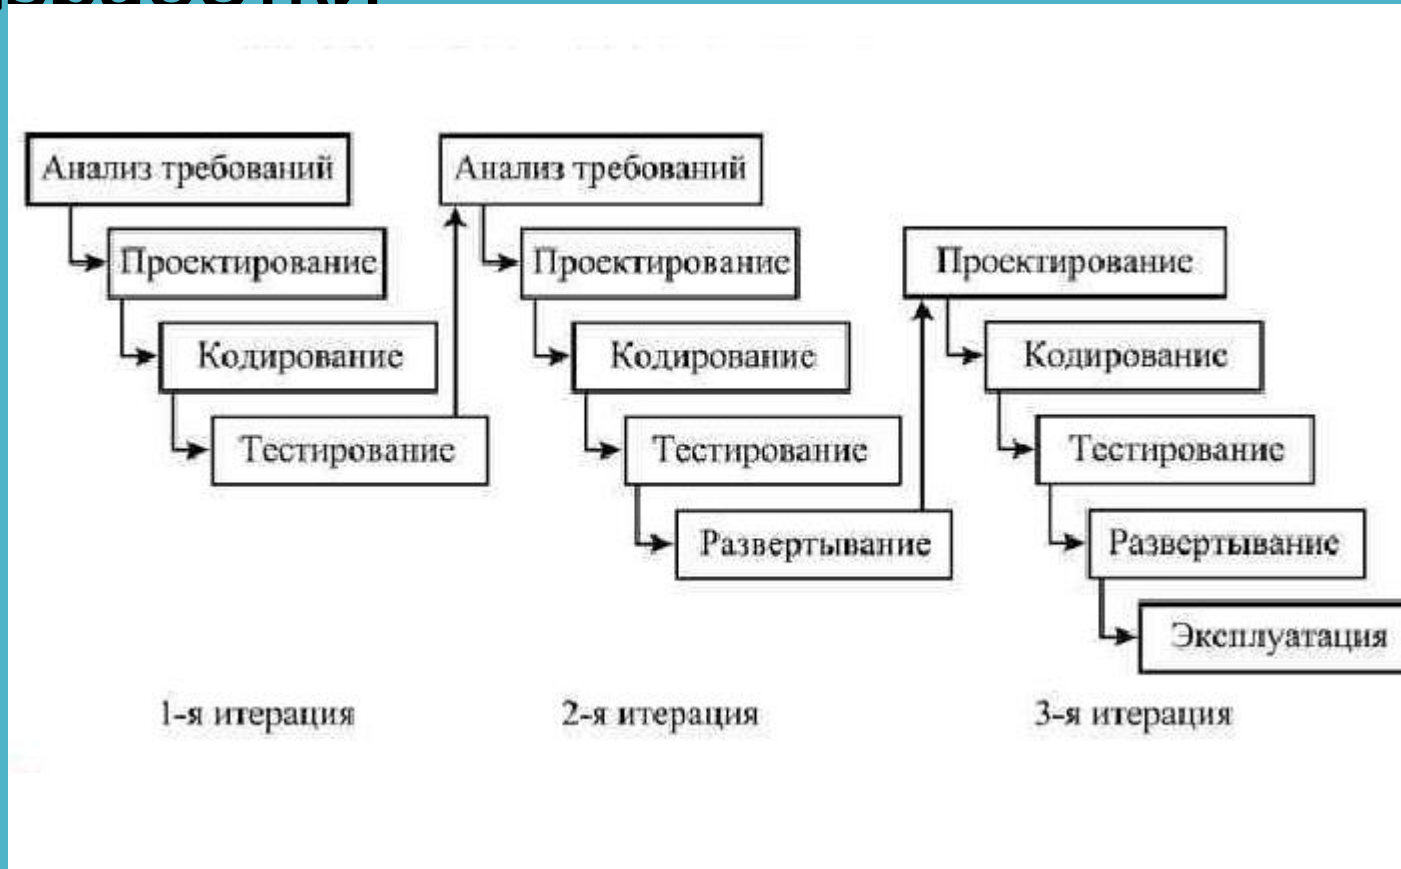 Анализ требований
Проектирование
Кодирование
Тестирование
Анализ требований
Проектирование
Кодирование
Тестирование
Развертывание
Проектирование
Кодирование
Тестирование
Развертывание
Эксплуатация
1-я итерация
2-я итерация
3-я итерация